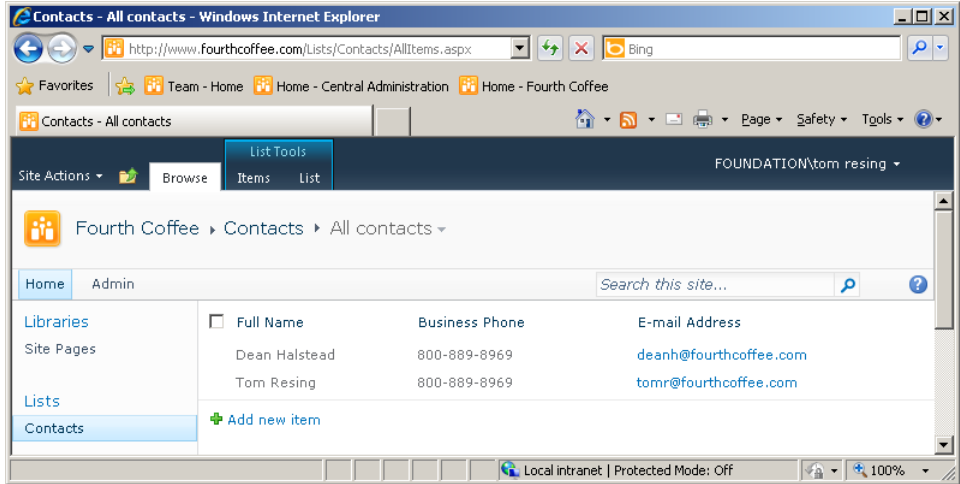 Contacts - All contacts - Windows Internet Explorer
http://www.fourthcoffee.com/Lists/Contacts/AllItems.aspx
Bing
Favorites Team - Home Home - Central Administration Home - Fourth Coffee
Contacts - All contacts Page Safety Tools
List Tools
FOUNDATION\tom resing
Site Actions Browse Items List
Fourth Coffee Contacts All contacts
Home Admin Search this site...
Libraries Full Name Business Phone E-mail Address
Site Pages Dean Halstead 800-889-8969 deanh@fourthcoffee.com
Tom Resing 800-889-8969 tomr@fourthcoffee.com
Lists
Add new item
Contacts
Local intranet | Protected Mode: Off 100%